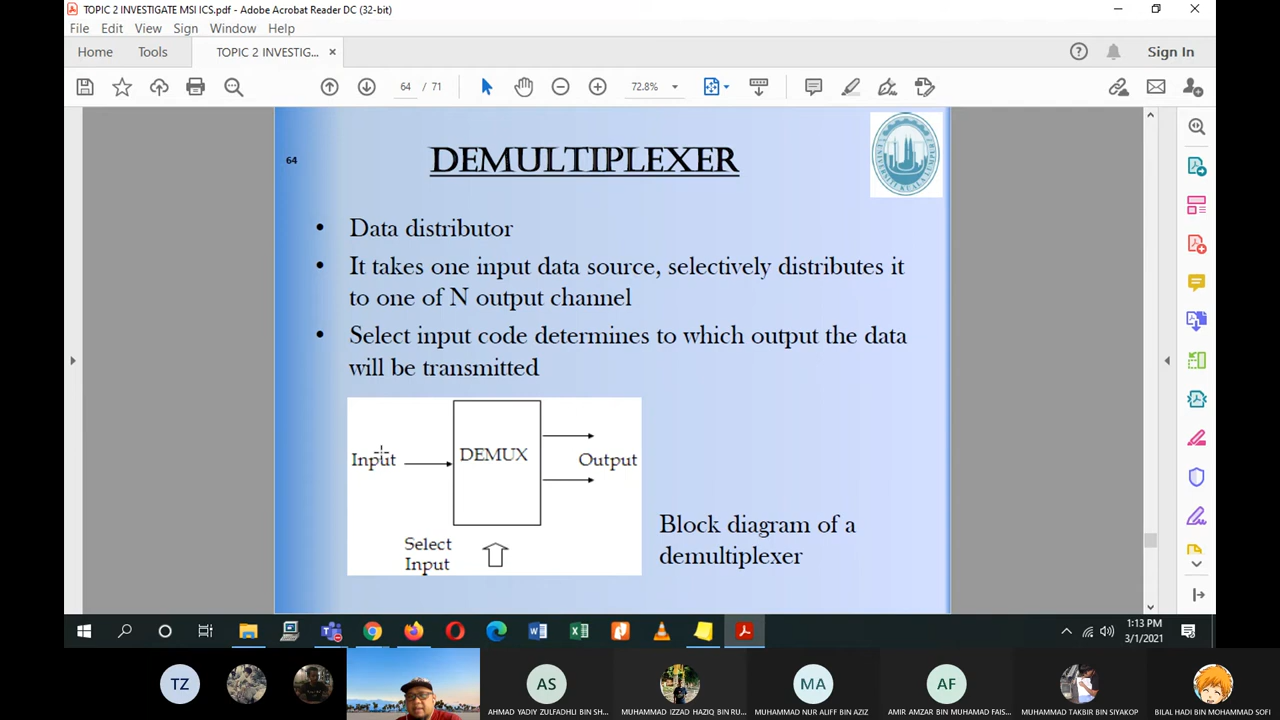 TOPIC 2 INVESTIGATE MSI ICS.pdf - Adobe Acrobat Reader DC (32-bit)
File Edit View Sign Window Help
Home Tools TOPIC 2 INVESTIG... × Sign In
64 / 71 72.8%
64
DEMULTIPLEXER
• Data distributor
• It takes one input data source, selectively distributes it
to one of N output channel
• Select input code determines to which output the data
will be transmitted
Input
DEMUX
Output
Select
Input
Block diagram of a
demultiplexer
1:13 PM
3/1/2021
TZ
AS
MA
AF
AHMAD YADIY ZULFADHLI BIN SH...
MUHAMMAD IZZAD HAZIQ BIN RU...
MUHAMMAD NUR ALIFF BIN AZIZ
AMIR AMZAR BIN MUHAMAD FAIS...
MUHAMMAD TAKBIR BIN SIYAKOP
BILAL HADI BIN MOHAMMAD SOFI